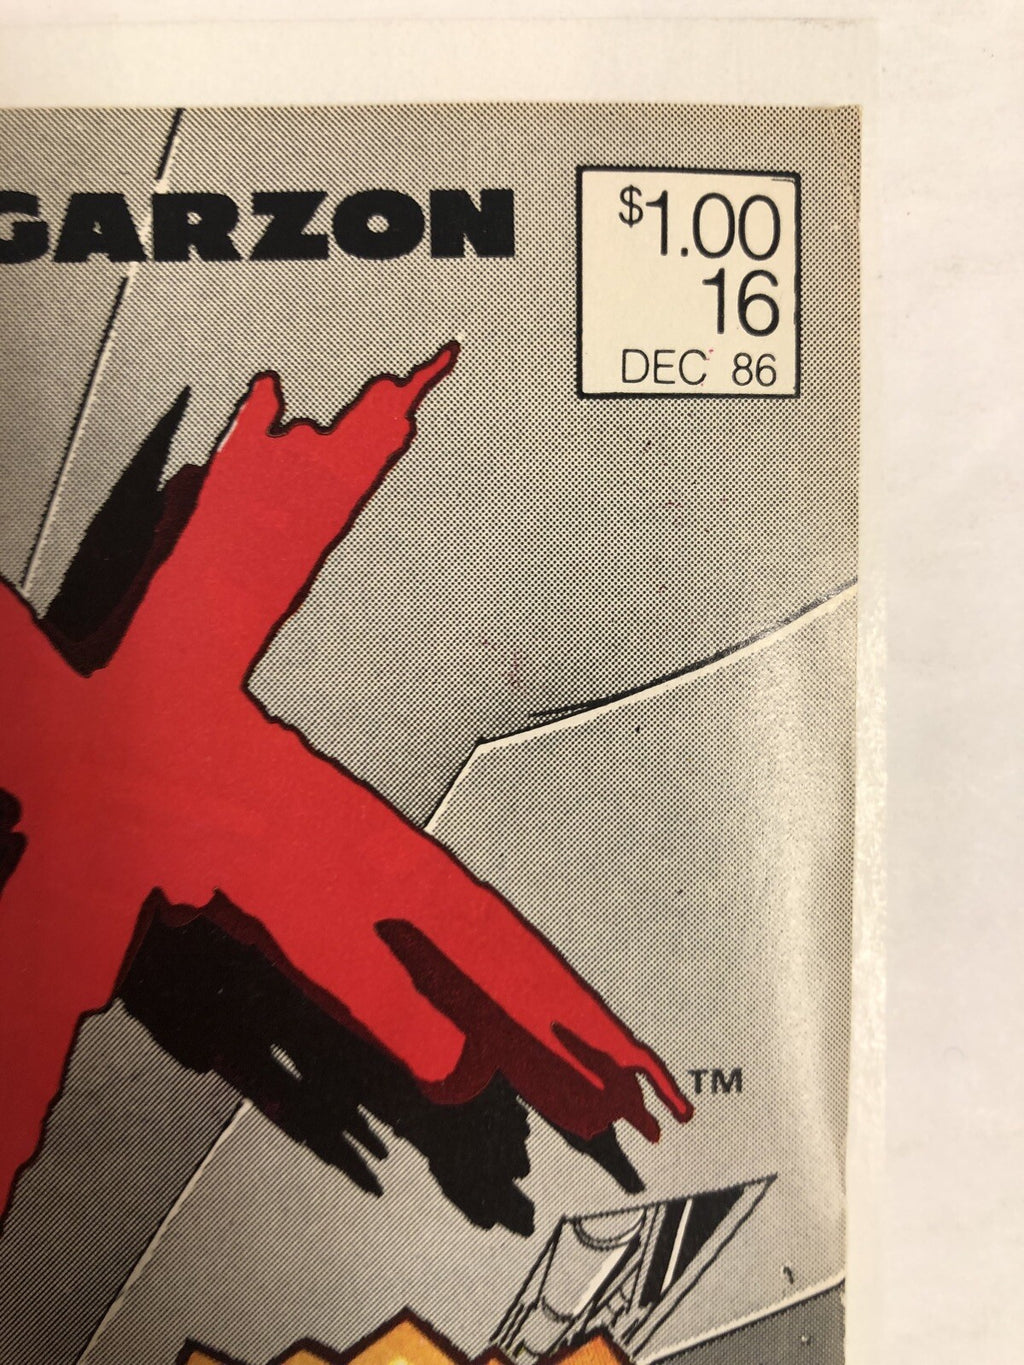 GARZON
$1.00
16
DEC 86
TM